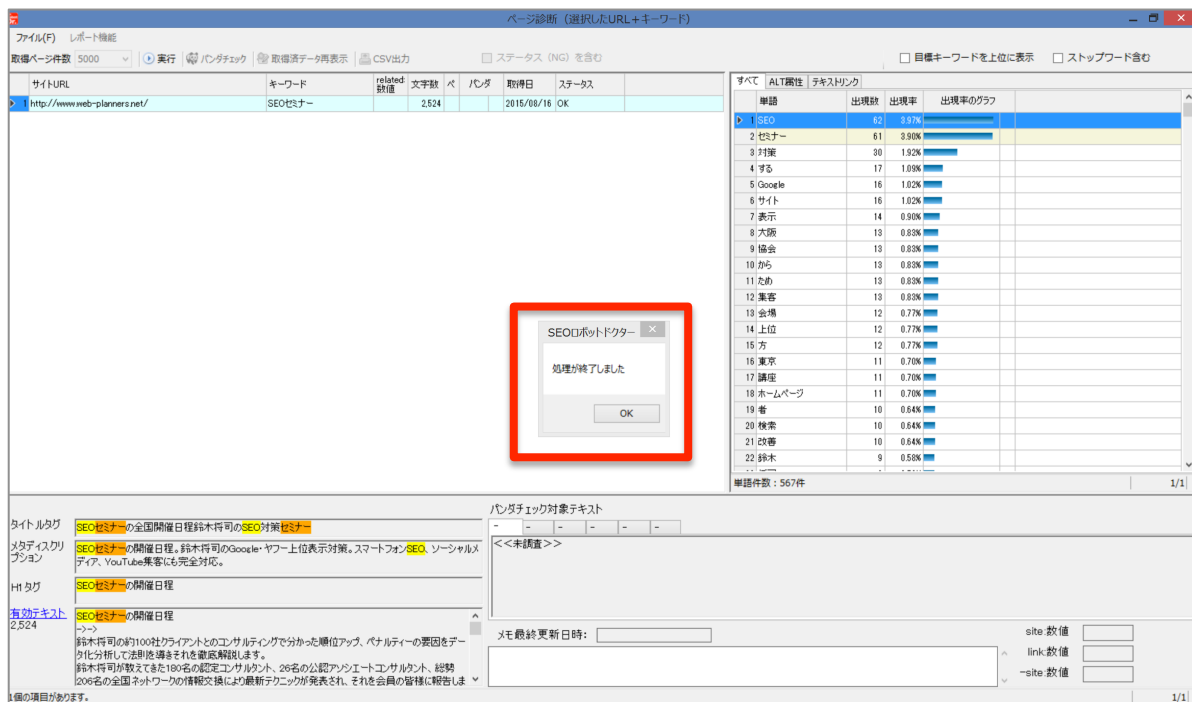 ページ診断（選択したURL＋キーワード）
ファイル(F) レポート機能
取得ページ件数 5000 実行 パンダチェック 取得済データ再表示 CSV出力 ステータス（NG）を含む 目標キーワードを上位に表示 ストップワード含む
サイトURL キーワード related:数値 文字数 ペ パンダ 取得日 ステータス
1 http://www.web-planners.net/ SEOセミナー 2,524 2015/08/16 OK
すべて ALT属性 テキストリンク
単語 出現数 出現率 出現率のグラフ
1 SEO 62 3.97%
2 セミナー 61 3.90%
3 対策 30 1.92%
4 する 17 1.09%
5 Google 16 1.02%
6 サイト 16 1.02%
7 表示 14 0.90%
8 大阪 13 0.83%
9 協会 13 0.83%
10 から 13 0.83%
11 ため 13 0.83%
12 集客 13 0.83%
13 会場 12 0.77%
14 上位 12 0.77%
15 方 12 0.77%
16 東京 11 0.70%
17 講座 11 0.70%
18 ホームページ 11 0.70%
19 者 10 0.64%
20 検索 10 0.64%
21 改善 10 0.64%
22 鈴木 9 0.58%
単語件数：567件 1/1
SEOロボットドクター
処理が終了しました
OK
タイトルタグ SEOセミナーの全国開催日程鈴木将司のSEO対策セミナー
メタディスクリプション SEOセミナーの開催日程。鈴木将司のGoogle・ヤフー上位表示対策。スマートフォンSEO、ソーシャルメ
ディア、YouTube集客にも完全対応。
H1タグ SEOセミナーの開催日程
有効テキスト
2,524
SEOセミナーの開催日程
->->
鈴木将司の約100社クライアントとのコンサルティングで分かった順位アップ、ペナルティーの要因をデー
タ化分析して法則を導きそれを徹底解説します。
鈴木将司が教えてきた180名の認定コンサルタント、26名の公認アソシエートコンサルタント、総勢
206名の全国ネットワークの情報交換により最新テクニックが発表され、それを会員の皆様に報告しま
パンダチェック対象テキスト
- - - - - -
<<未調査>>
メモ最終更新日時：
site:数値
link:数値
-site:数値
1個の項目があります。 1/1